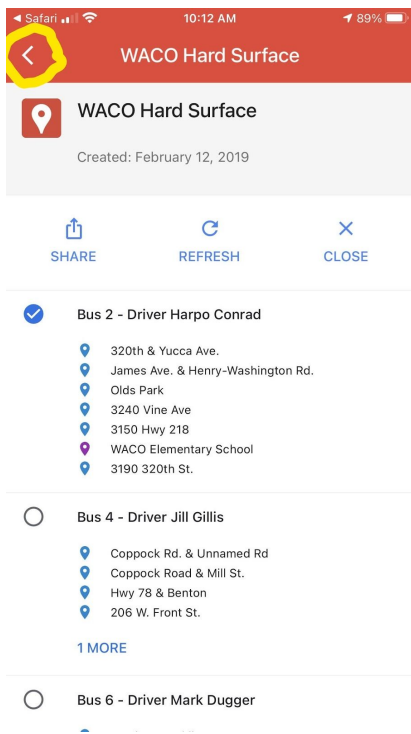 Safari 10:12 AM 89%
WACO Hard Surface
WACO Hard Surface
Created: February 12, 2019
SHARE REFRESH CLOSE
Bus 2 - Driver Harpo Conrad
320th & Yucca Ave.
James Ave. & Henry-Washington Rd.
Olds Park
3240 Vine Ave
3150 Hwy 218
WACO Elementary School
3190 320th St.
Bus 4 - Driver Jill Gillis
Coppock Rd. & Unnamed Rd
Coppock Road & Mill St.
Hwy 78 & Benton
206 W. Front St.
1 MORE
Bus 6 - Driver Mark Dugger